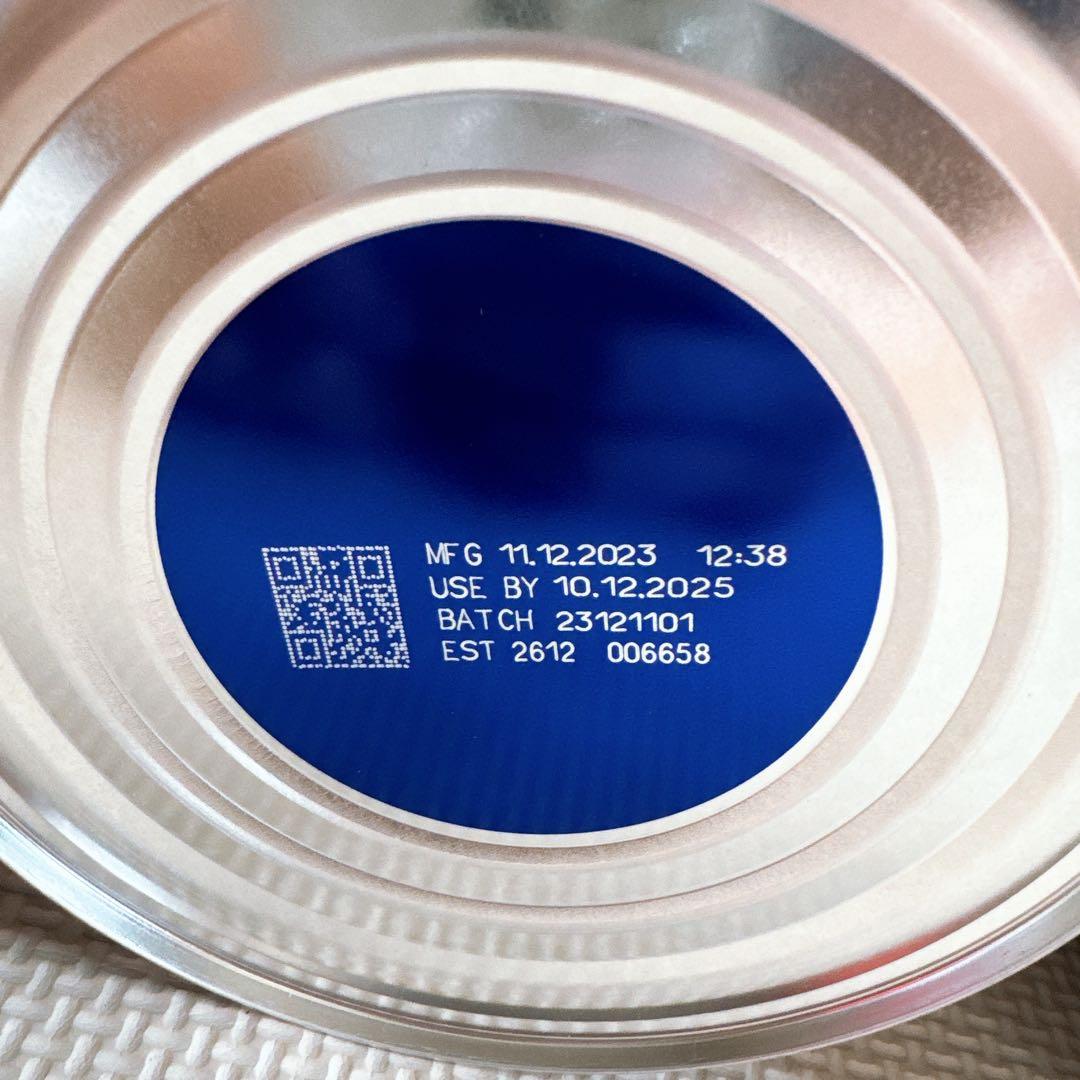 MFG 11.12.2023 12:38
USE BY 10.12.2025
BATCH 23121101
EST 2612 006658